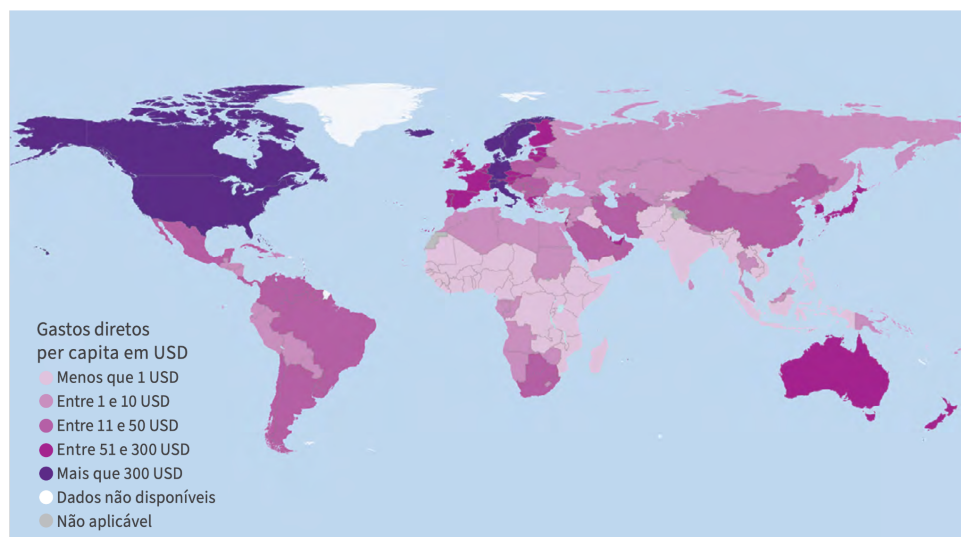 Gastos diretos
per capita em USD
Menos que 1 USD
Entre 1 e 10 USD
Entre 11 e 50 USD
Entre 51 e 300 USD
Mais que 300 USD
Dados não disponíveis
Não aplicável